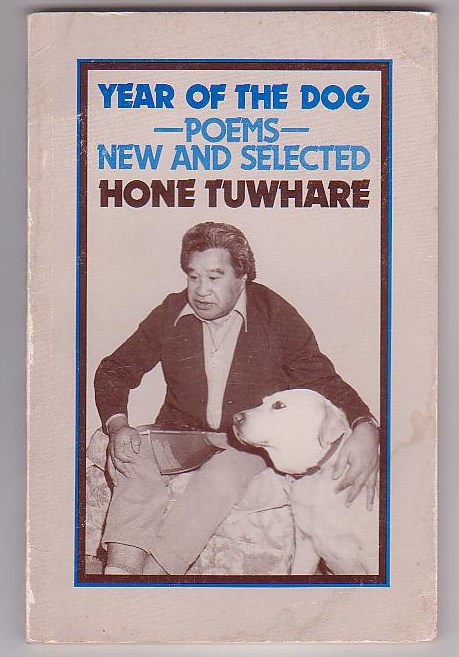 YEAR OF THE DOG
—POEMS—
NEW AND SELECTED
HONE TUWHARE